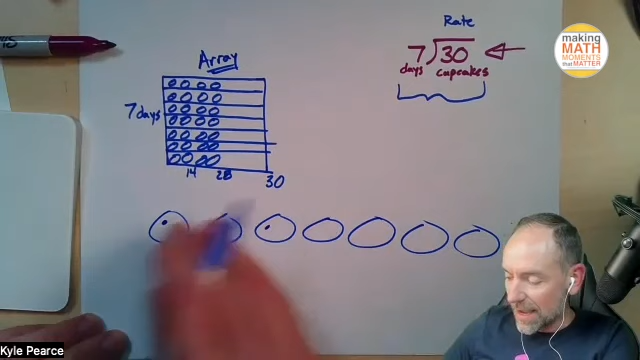 Rate
7)30
days cupcakes
Array
7 days
14 28 30
making
MATH
MOMENTS
that MATTER
Kyle Pearce